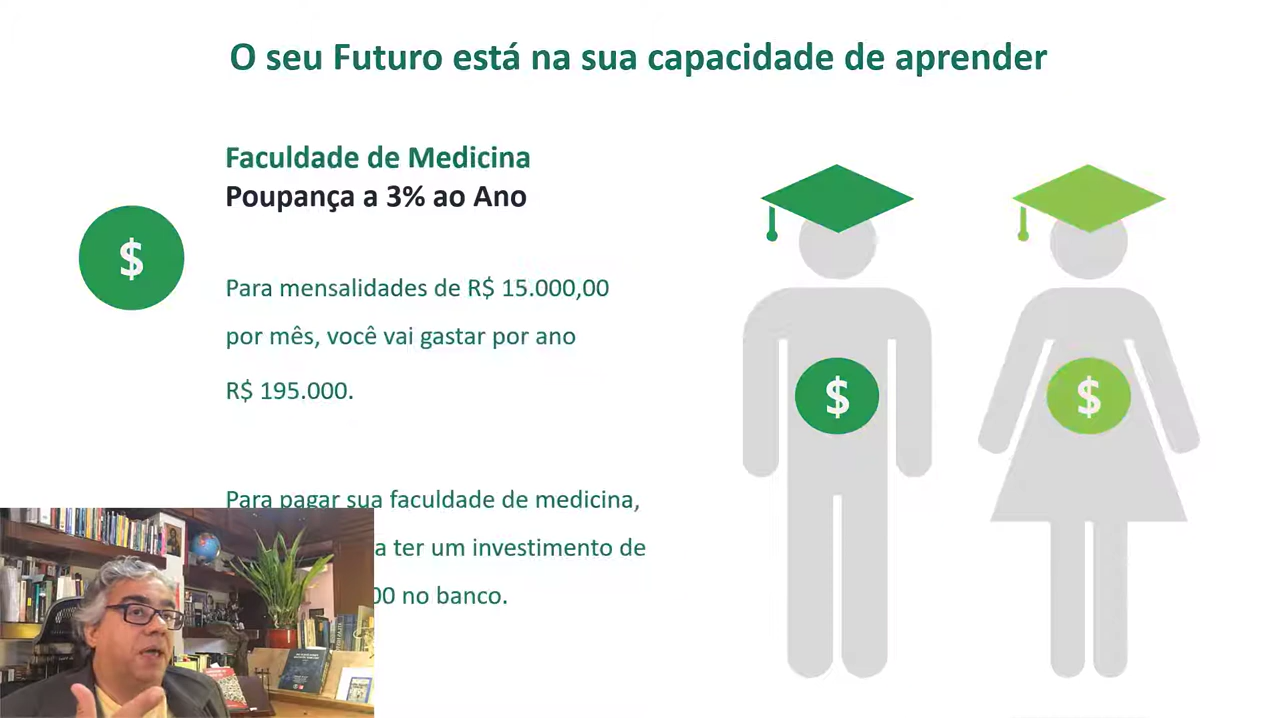 O seu Futuro está na sua capacidade de aprender
Faculdade de Medicina
Poupança a 3% ao Ano
$
Para mensalidades de R$ 15.000,00
por mês, você vai gastar por ano
R$ 195.000.
$
$
Para pagar sua faculdade de medicina,
a ter um investimento de
00 no banco.